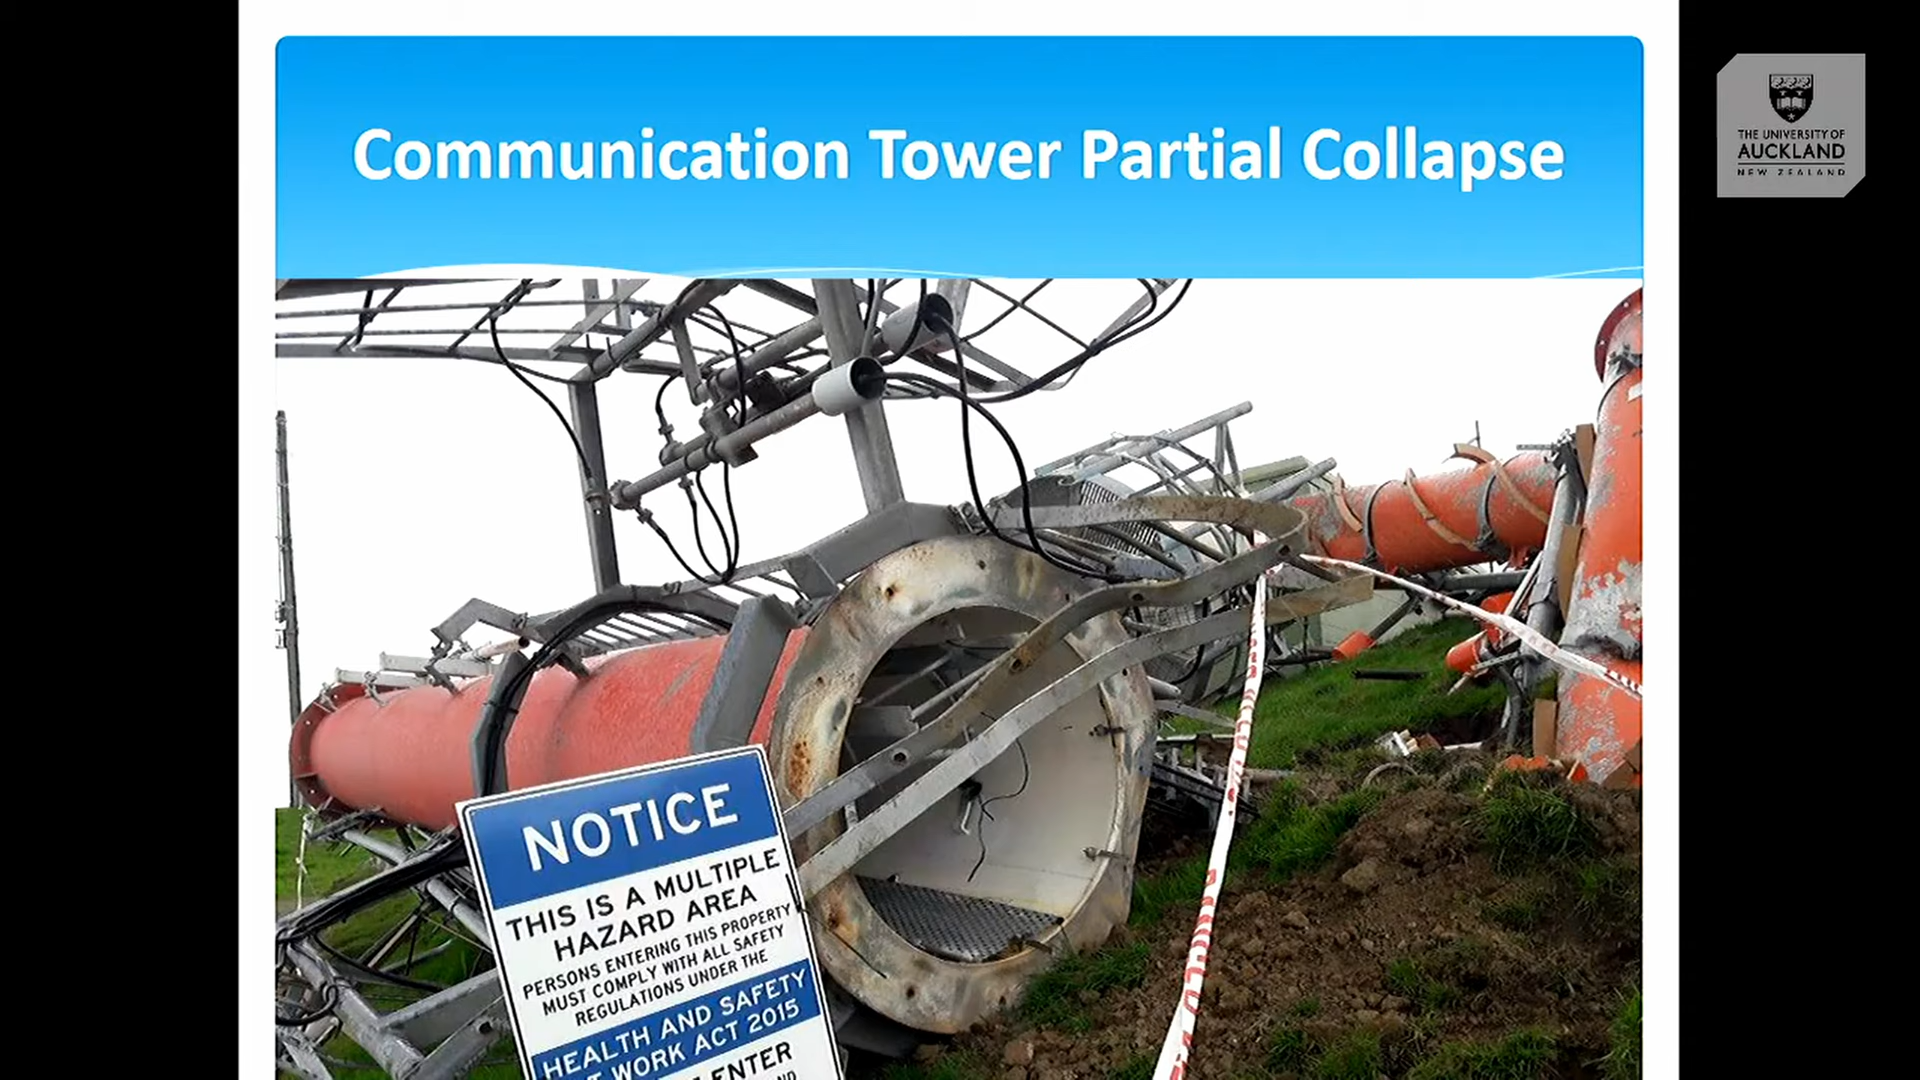 Communication Tower Partial Collapse
THE UNIVERSITY OF
AUCKLAND
NEW ZEALAND
NOTICE
THIS IS A MULTIPLE
HAZARD AREA
PERSONS ENTERING THIS PROPERTY
MUST COMPLY WITH ALL SAFETY
REGULATIONS UNDER THE
HEALTH AND SAFETY
WORK ACT 2015
ENTER